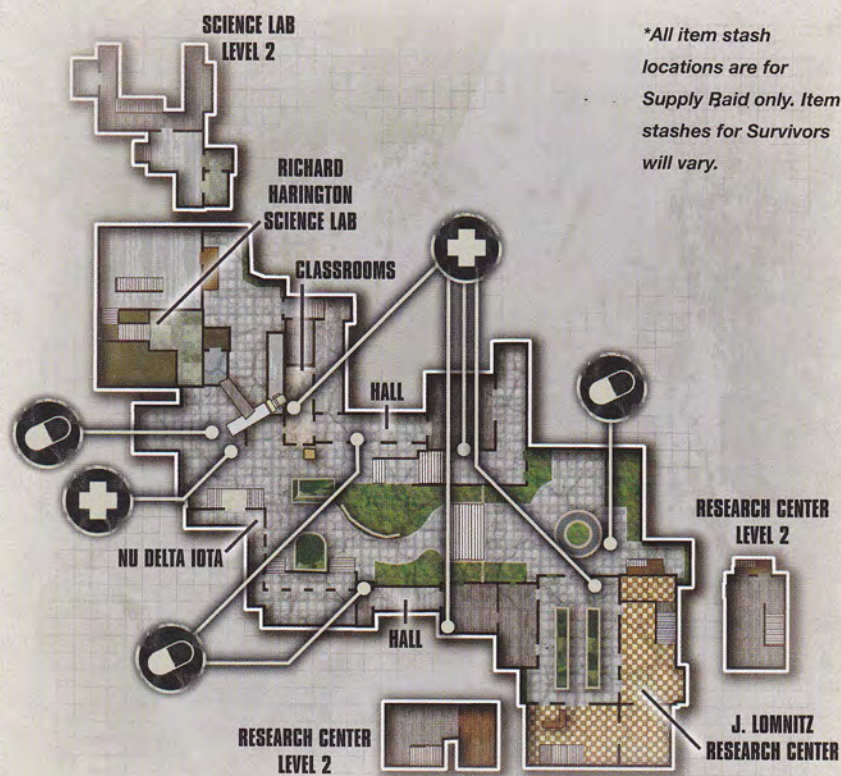 SCIENCE LAB
LEVEL 2
*All item stash
locations are for
Supply Raid only. Item
stashes for Survivors
will vary.
RICHARD
HARINGTON
SCIENCE LAB
CLASSROOMS
HALL
RESEARCH CENTER
LEVEL 2
NU DELTA IOTA
HALL
RESEARCH CENTER
LEVEL 2
J. LOMNITZ
RESEARCH CENTER